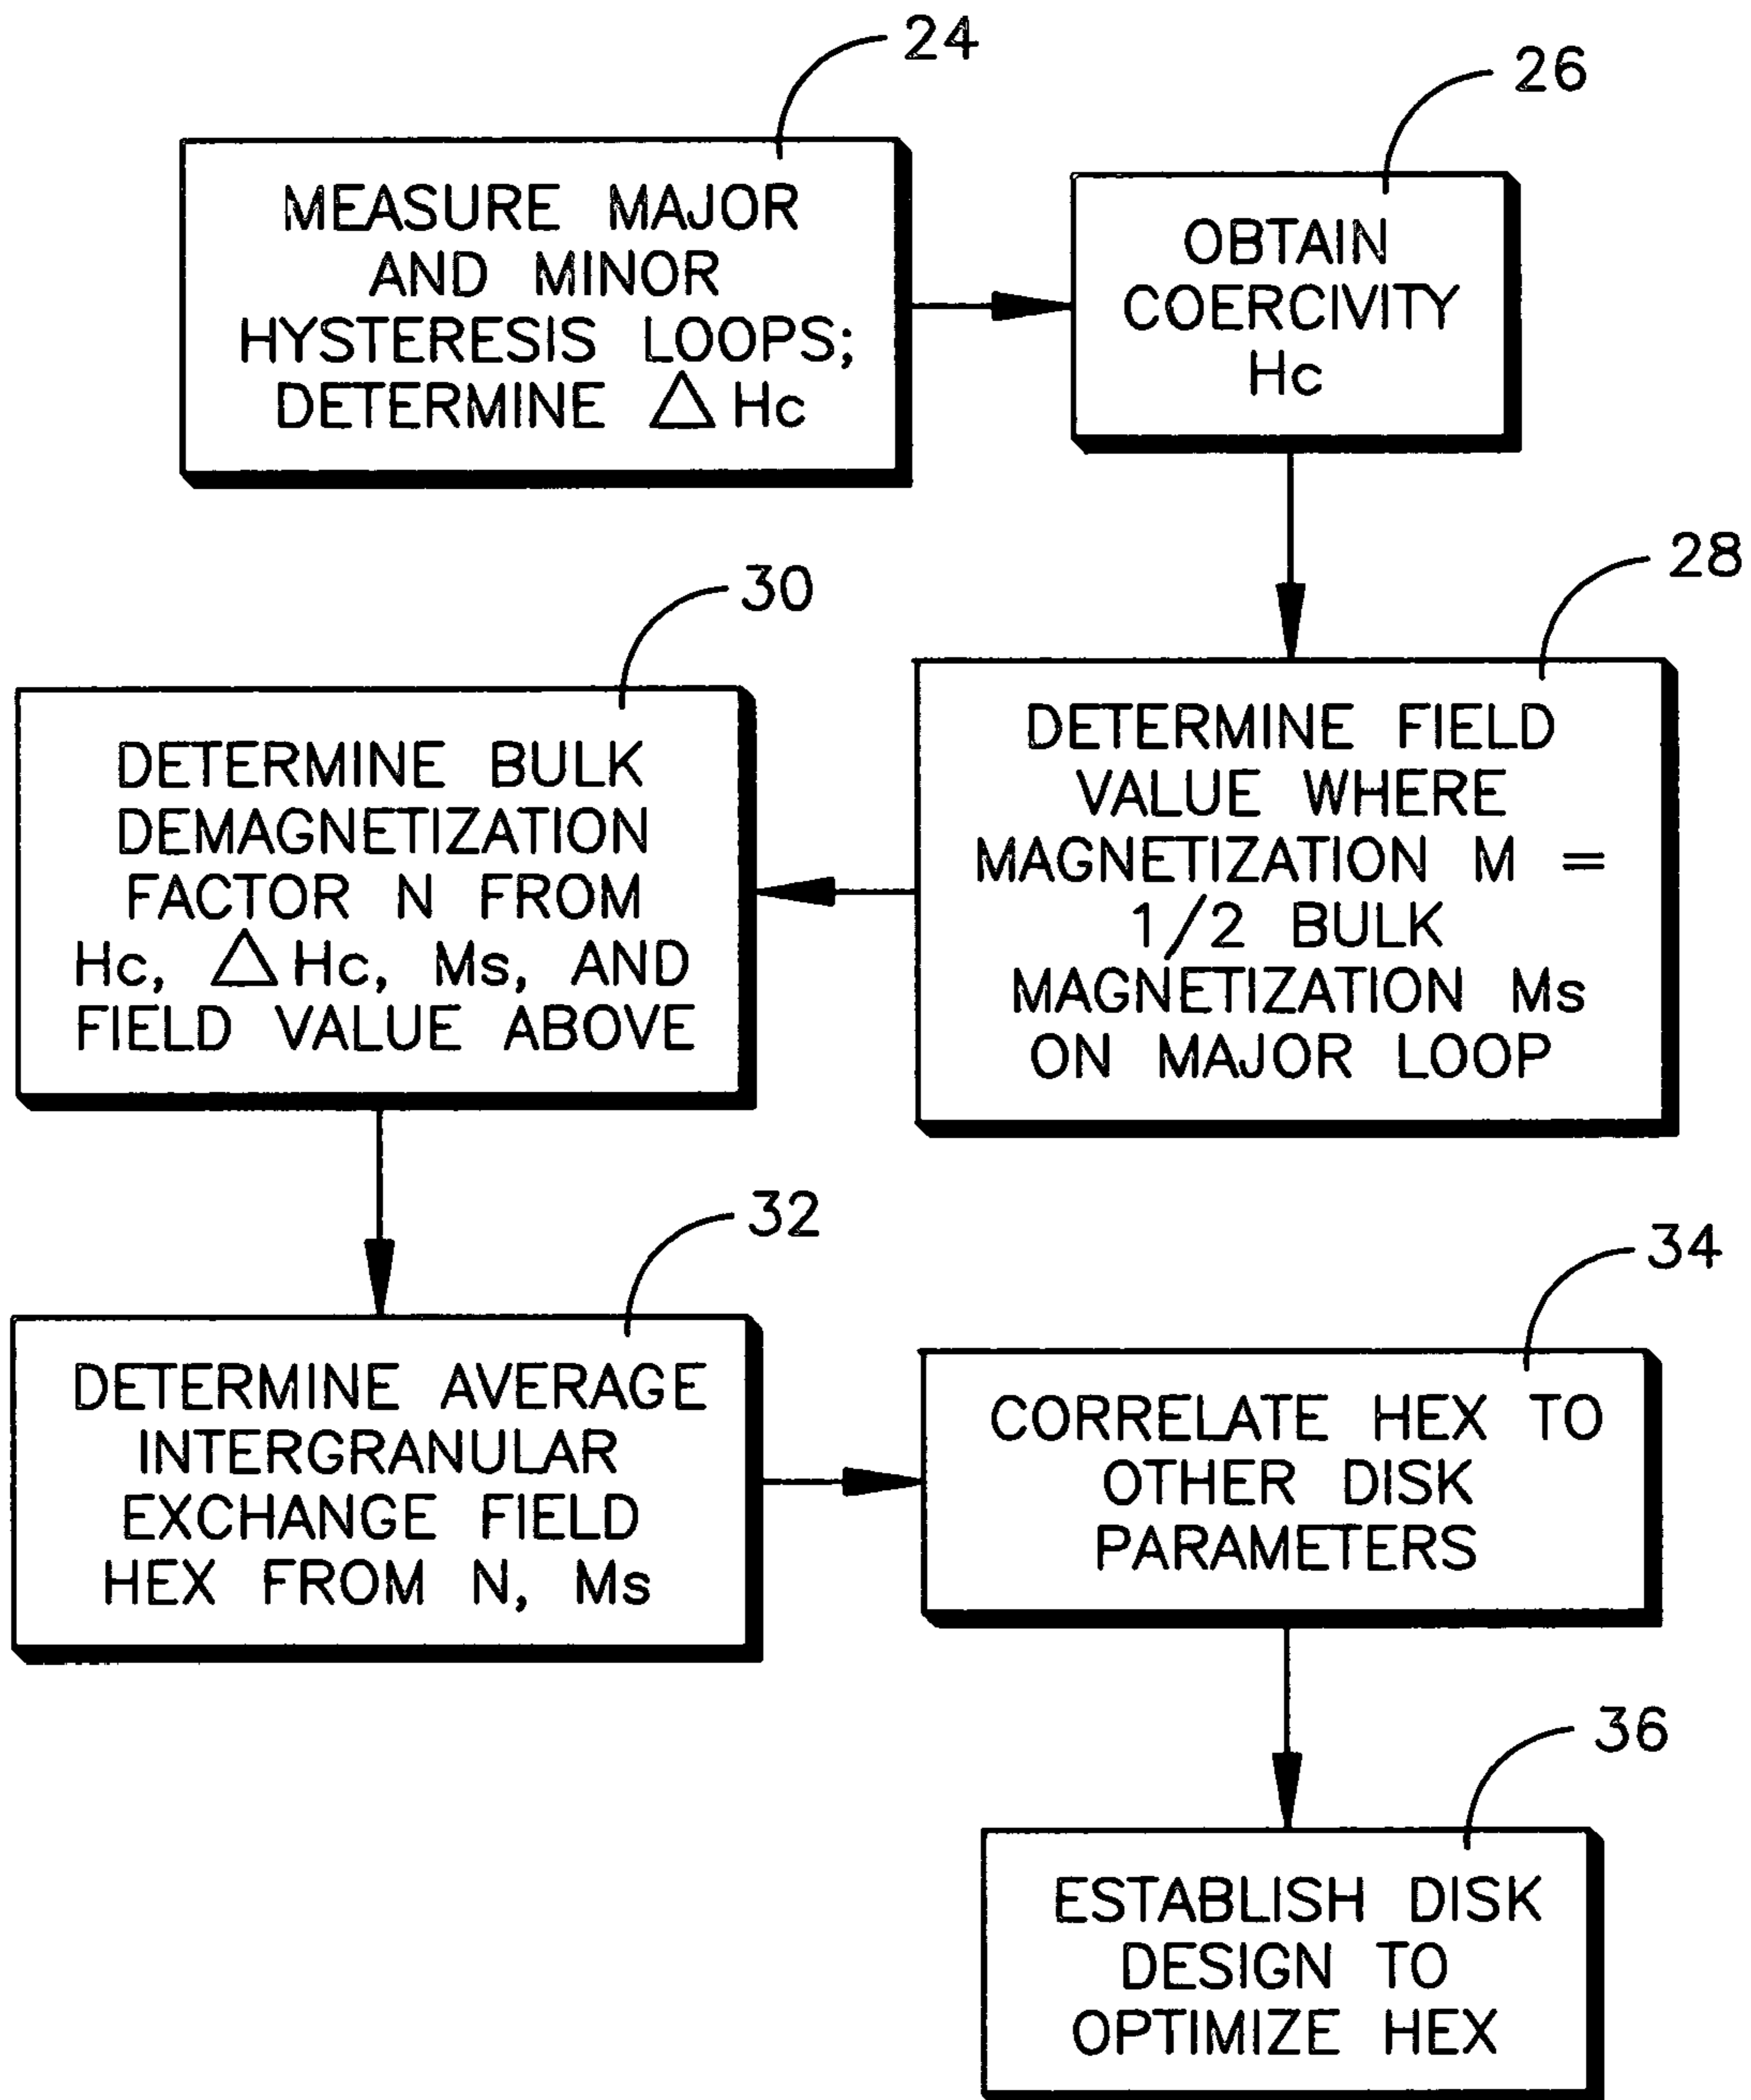 24
MEASURE MAJOR
AND MINOR
HYSTERESIS LOOPS;
DETERMINE △ Hc
26
OBTAIN
COERCIVITY
Hc
28
DETERMINE FIELD
VALUE WHERE
MAGNETIZATION M =
1/2 BULK
MAGNETIZATION Ms
ON MAJOR LOOP
30
DETERMINE BULK
DEMAGNETIZATION
FACTOR N FROM
Hc, △ Hc, Ms, AND
FIELD VALUE ABOVE
32
DETERMINE AVERAGE
INTERGRANULAR
EXCHANGE FIELD
HEX FROM N, Ms
34
CORRELATE HEX TO
OTHER DISK
PARAMETERS
36
ESTABLISH DISK
DESIGN TO
OPTIMIZE HEX